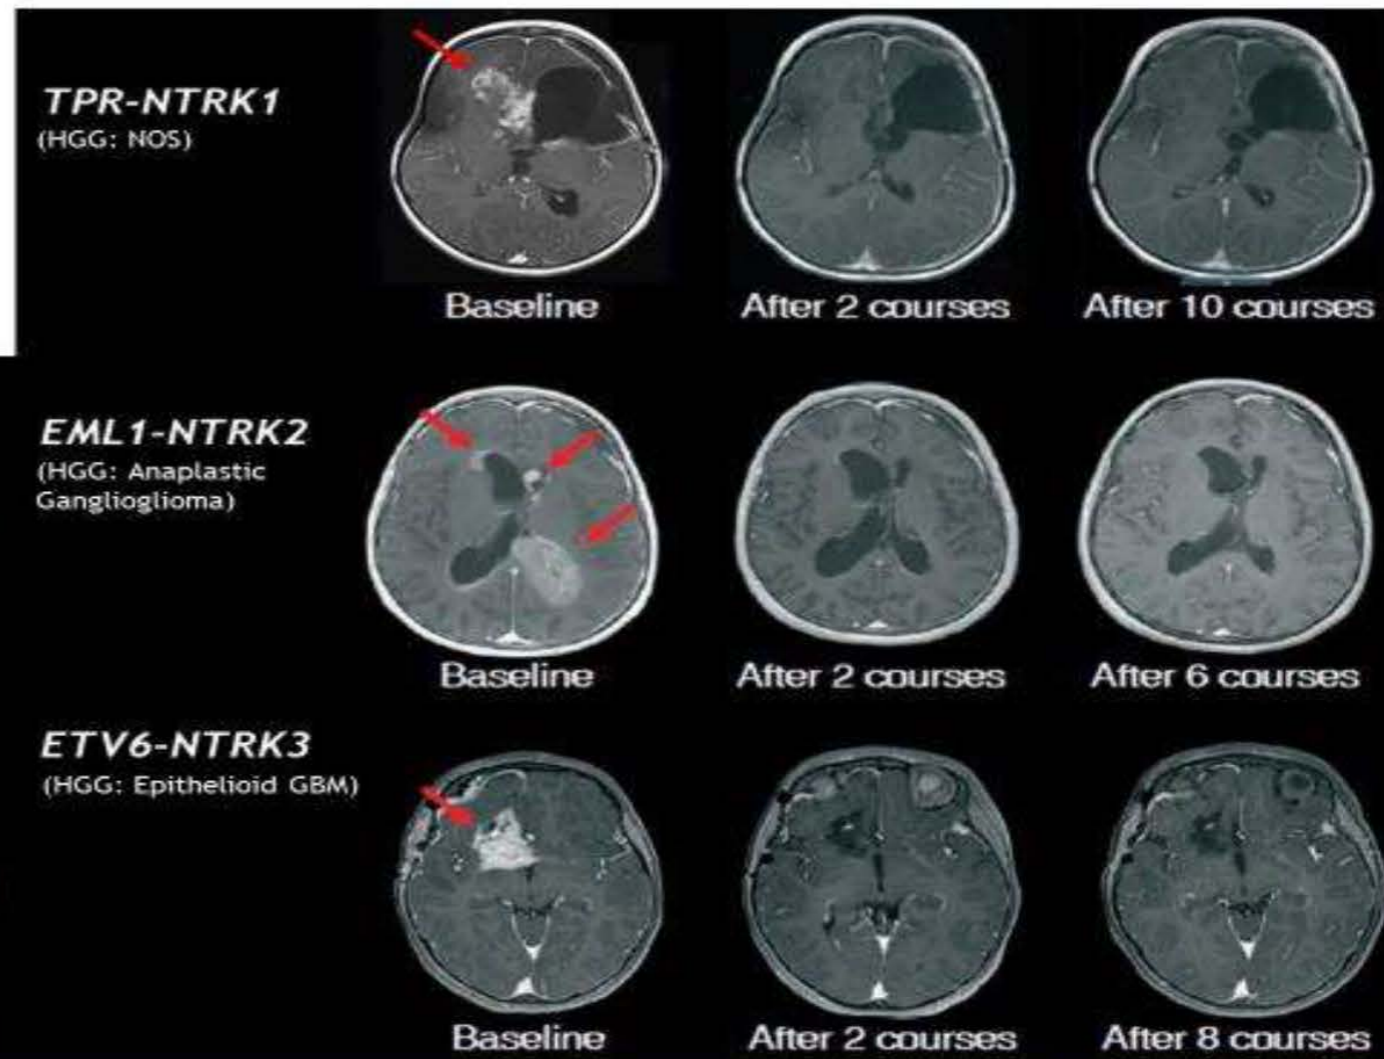 TPR-NTRK1
(HGG: NOS)
Baseline
After 2 courses
After 10 courses
EML1-NTRK2
(HGG: Anaplastic
Ganglioglioma)
Baseline
After 2 courses
After 6 courses
ETV6-NTRK3
(HGG: Epithelioid GBM)
Baseline
After 2 courses
After 8 courses